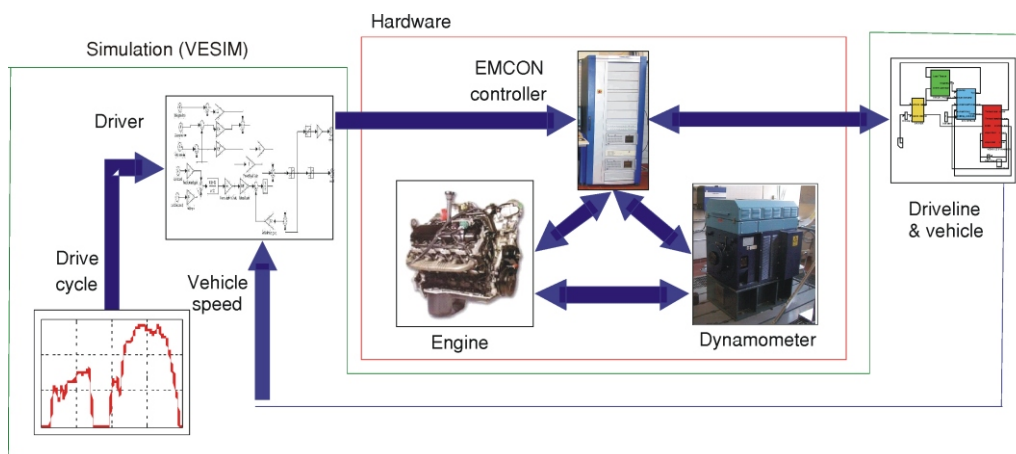 Hardware
Simulation (VESIM)
EMCON
controller
Driver
Drive
cycle
Vehicle
speed
Engine
Dynamometer
Driveline
& vehicle